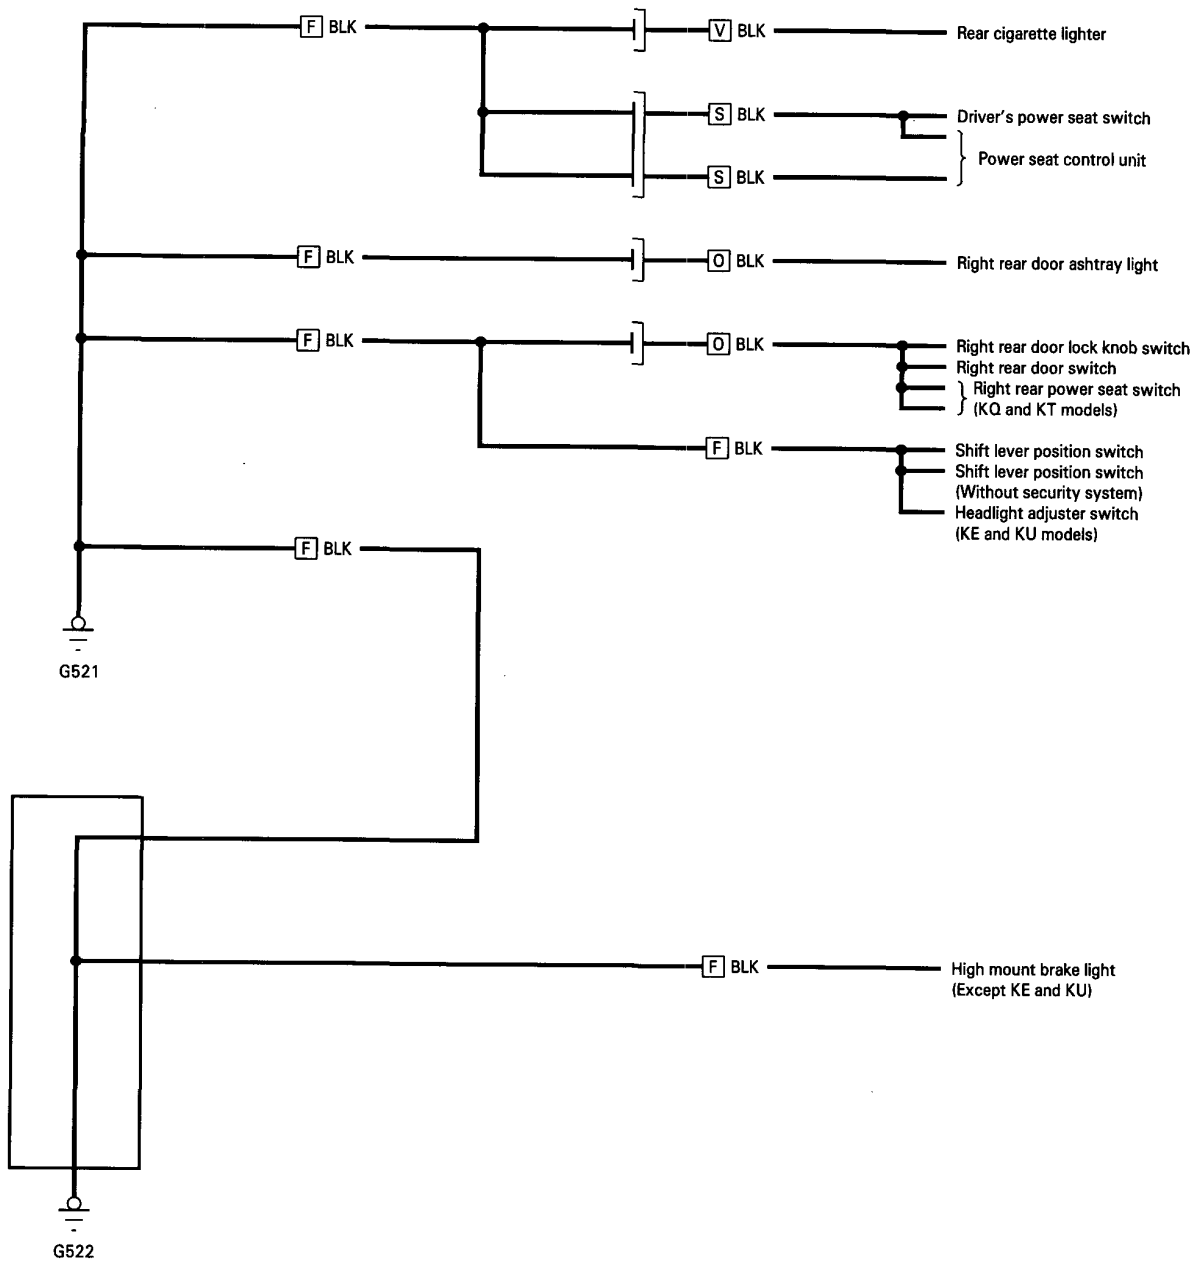 F BLK
V BLK
Rear cigarette lighter
S BLK
Driver's power seat switch
Power seat control unit
S BLK
F BLK
O BLK
Right rear door ashtray light
F BLK
O BLK
Right rear door lock knob switch
Right rear door switch
Right rear power seat switch
(KQ and KT models)
F BLK
Shift lever position switch
Shift lever position switch
(Without security system)
Headlight adjuster switch
(KE and KU models)
F BLK
G521
F BLK
High mount brake light
(Except KE and KU)
G522